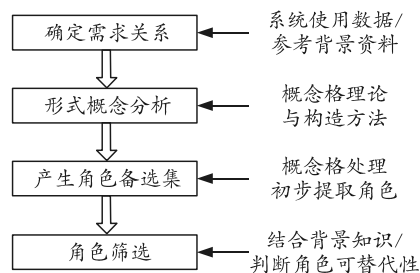 确定需求关系
系统使用数据/
参考背景资料
形式概念分析
概念格理论
与构造方法
产生角色备选集
概念格处理
初步提取角色
角色筛选
结合背景知识/
判断角色可替代性